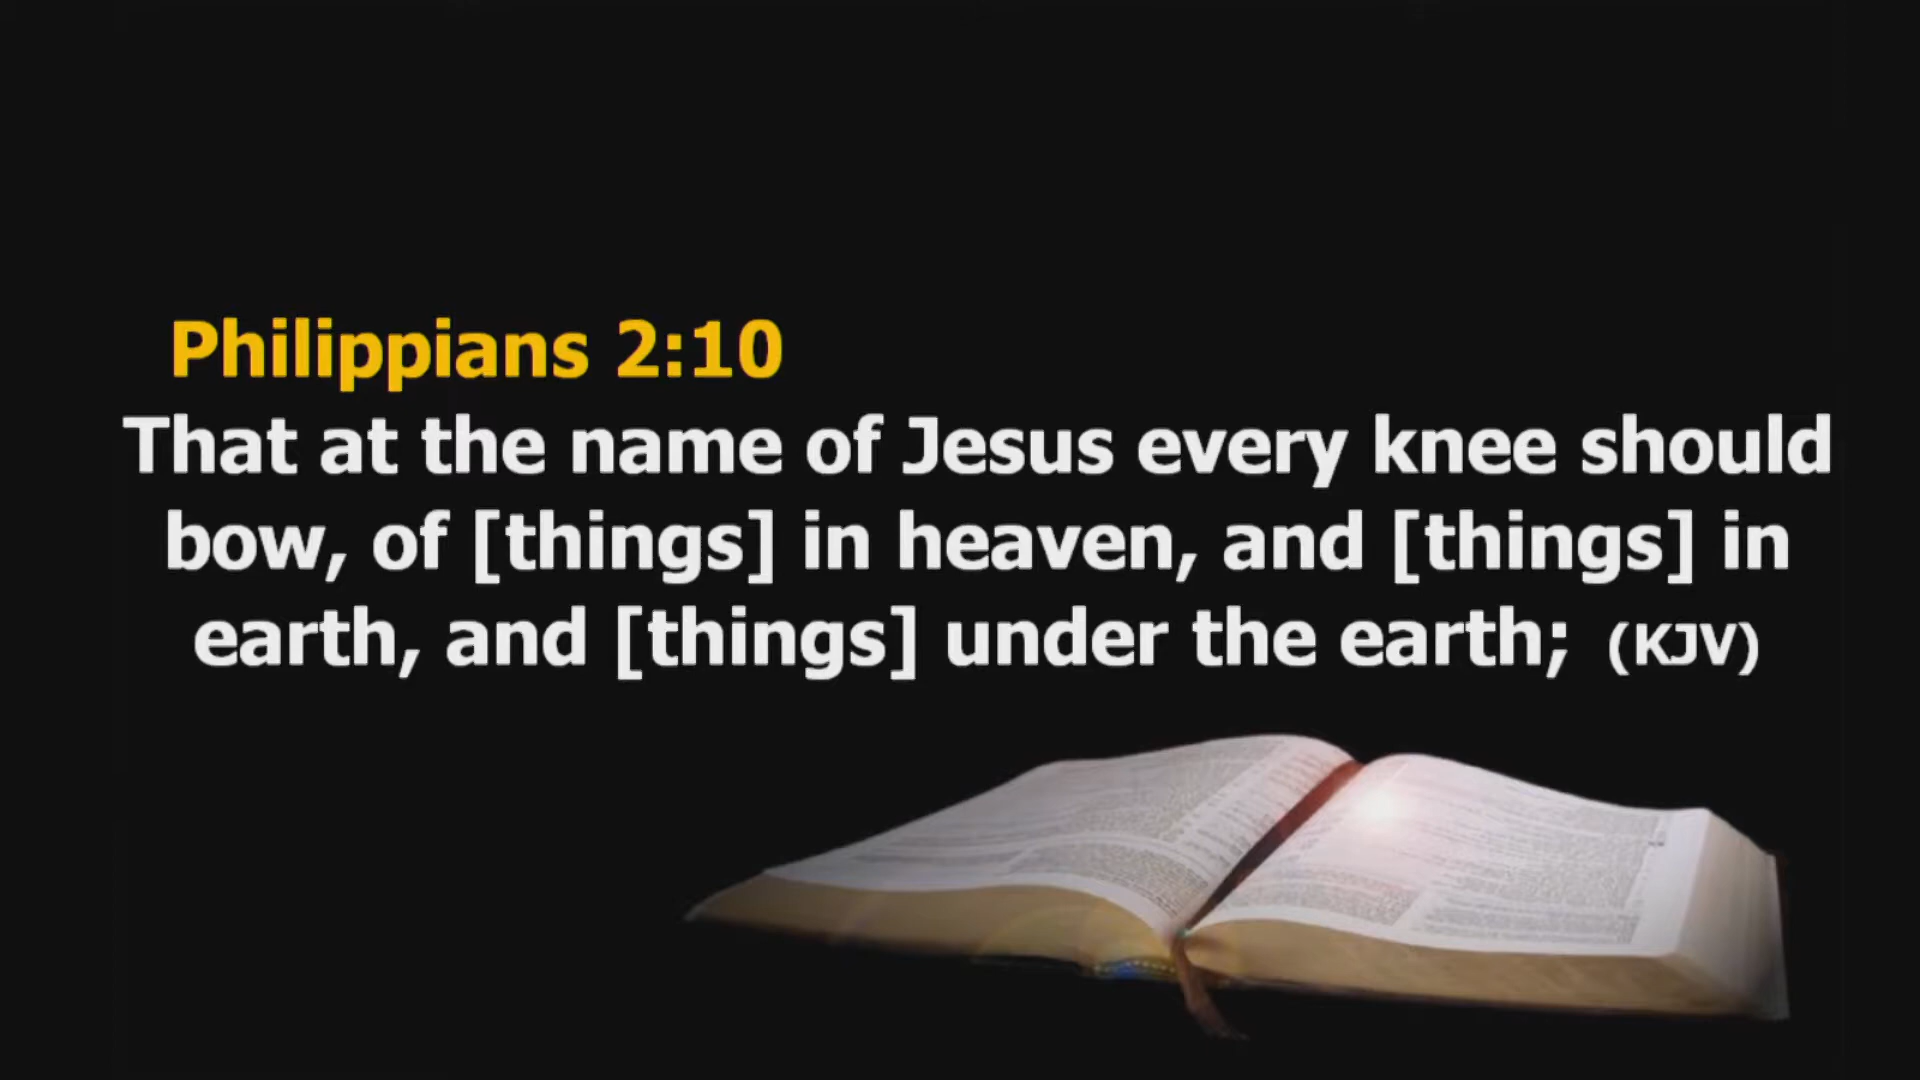 Philippians 2:10
That at the name of Jesus every knee should
bow, of [things] in heaven, and [things] in
earth, and [things] under the earth; (KJV)